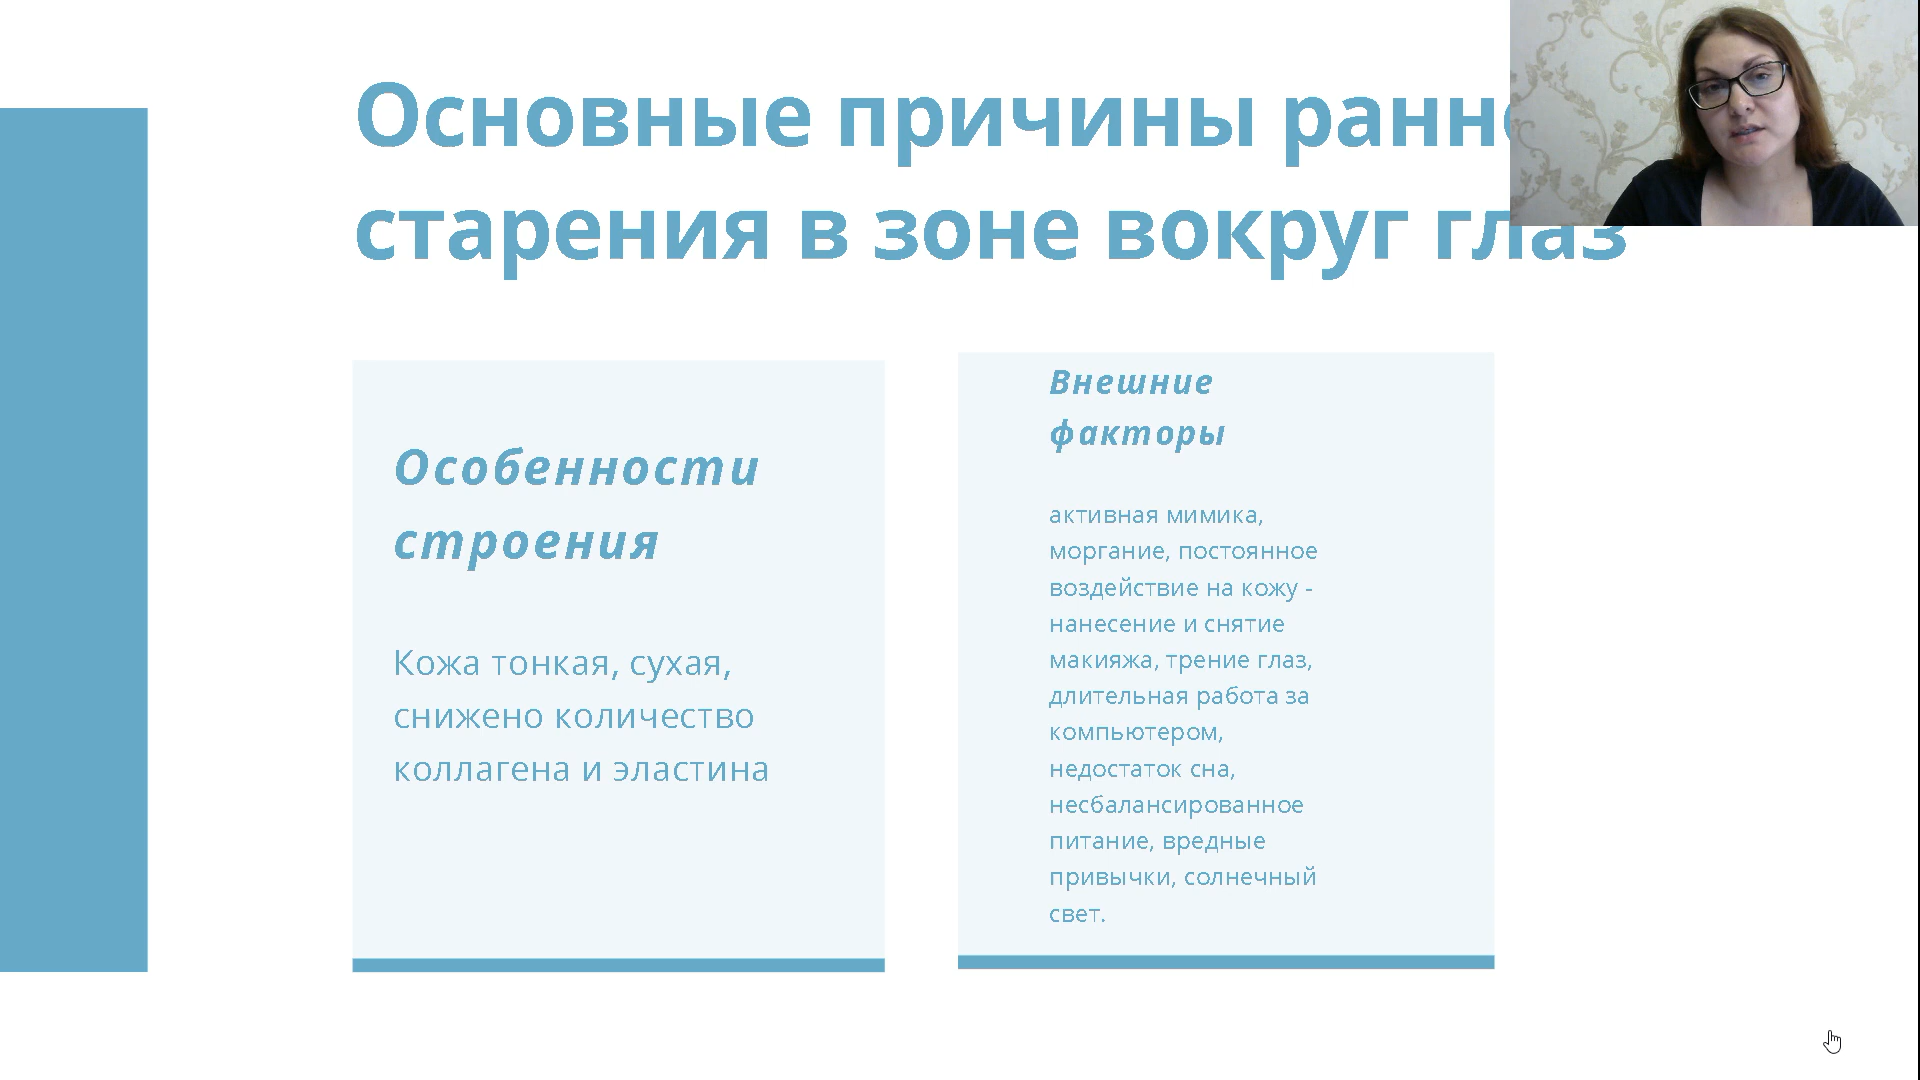 Основные причины
старения в зоне вокруг глаз
Особенности
строения
Кожа тонкая, сухая,
снижено количество
коллагена и эластина
Внешние
факторы
активная мимика,
моргание, постоянное
воздействие на кожу -
нанесение и снятие
макияжа, трение глаз,
длительная работа за
компьютером,
недостаток сна,
несбалансированное
питание, вредные
привычки, солнечный
свет.